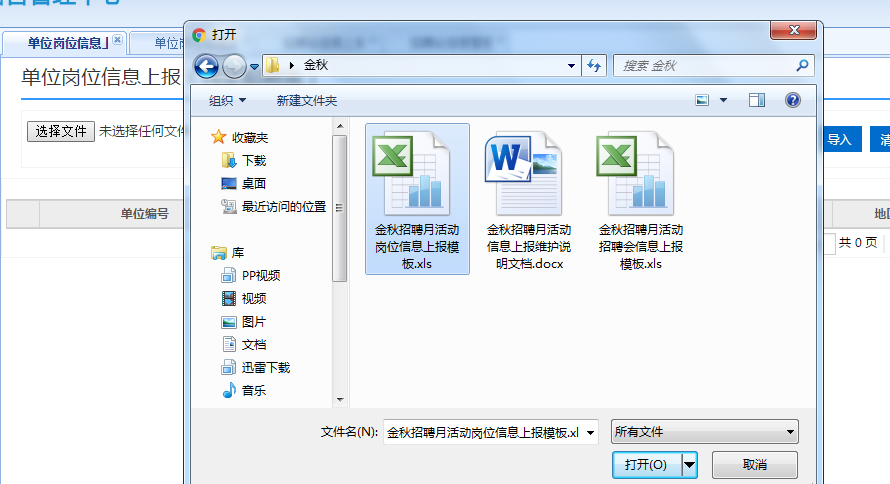 打开
单位岗位信息上
单位
单位岗位信息上报
金秋
搜索 金秋
组织
新建文件夹
选择文件
未选择任何文件
导入
清
收藏夹
下载
桌面
最近访问的位置
库
PP视频
视频
图片
文档
迅雷下载
音乐
金秋招聘月活动
岗位信息上报模
板.xls
金秋招聘月活动
信息上报维护说
明文档.docx
金秋招聘月活动
招聘会信息上报
模板.xls
单位编号
地区
共 0 页
文件名(N):
金秋招聘月活动岗位信息上报模板.xl
所有文件
打开(O)
取消